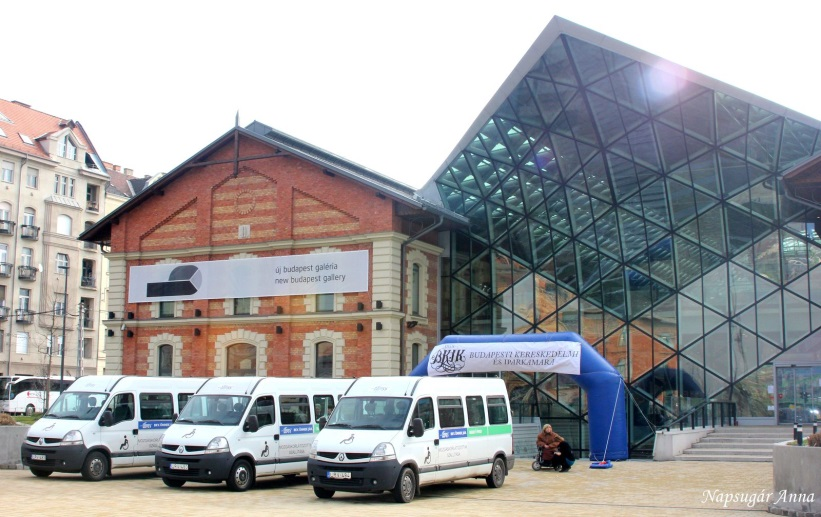 új budapest galéria
new budapest gallery
BKIK
BUDAPESTI KERESKEDELMI
ÉS IPARKAMARA
Napsugár Anna